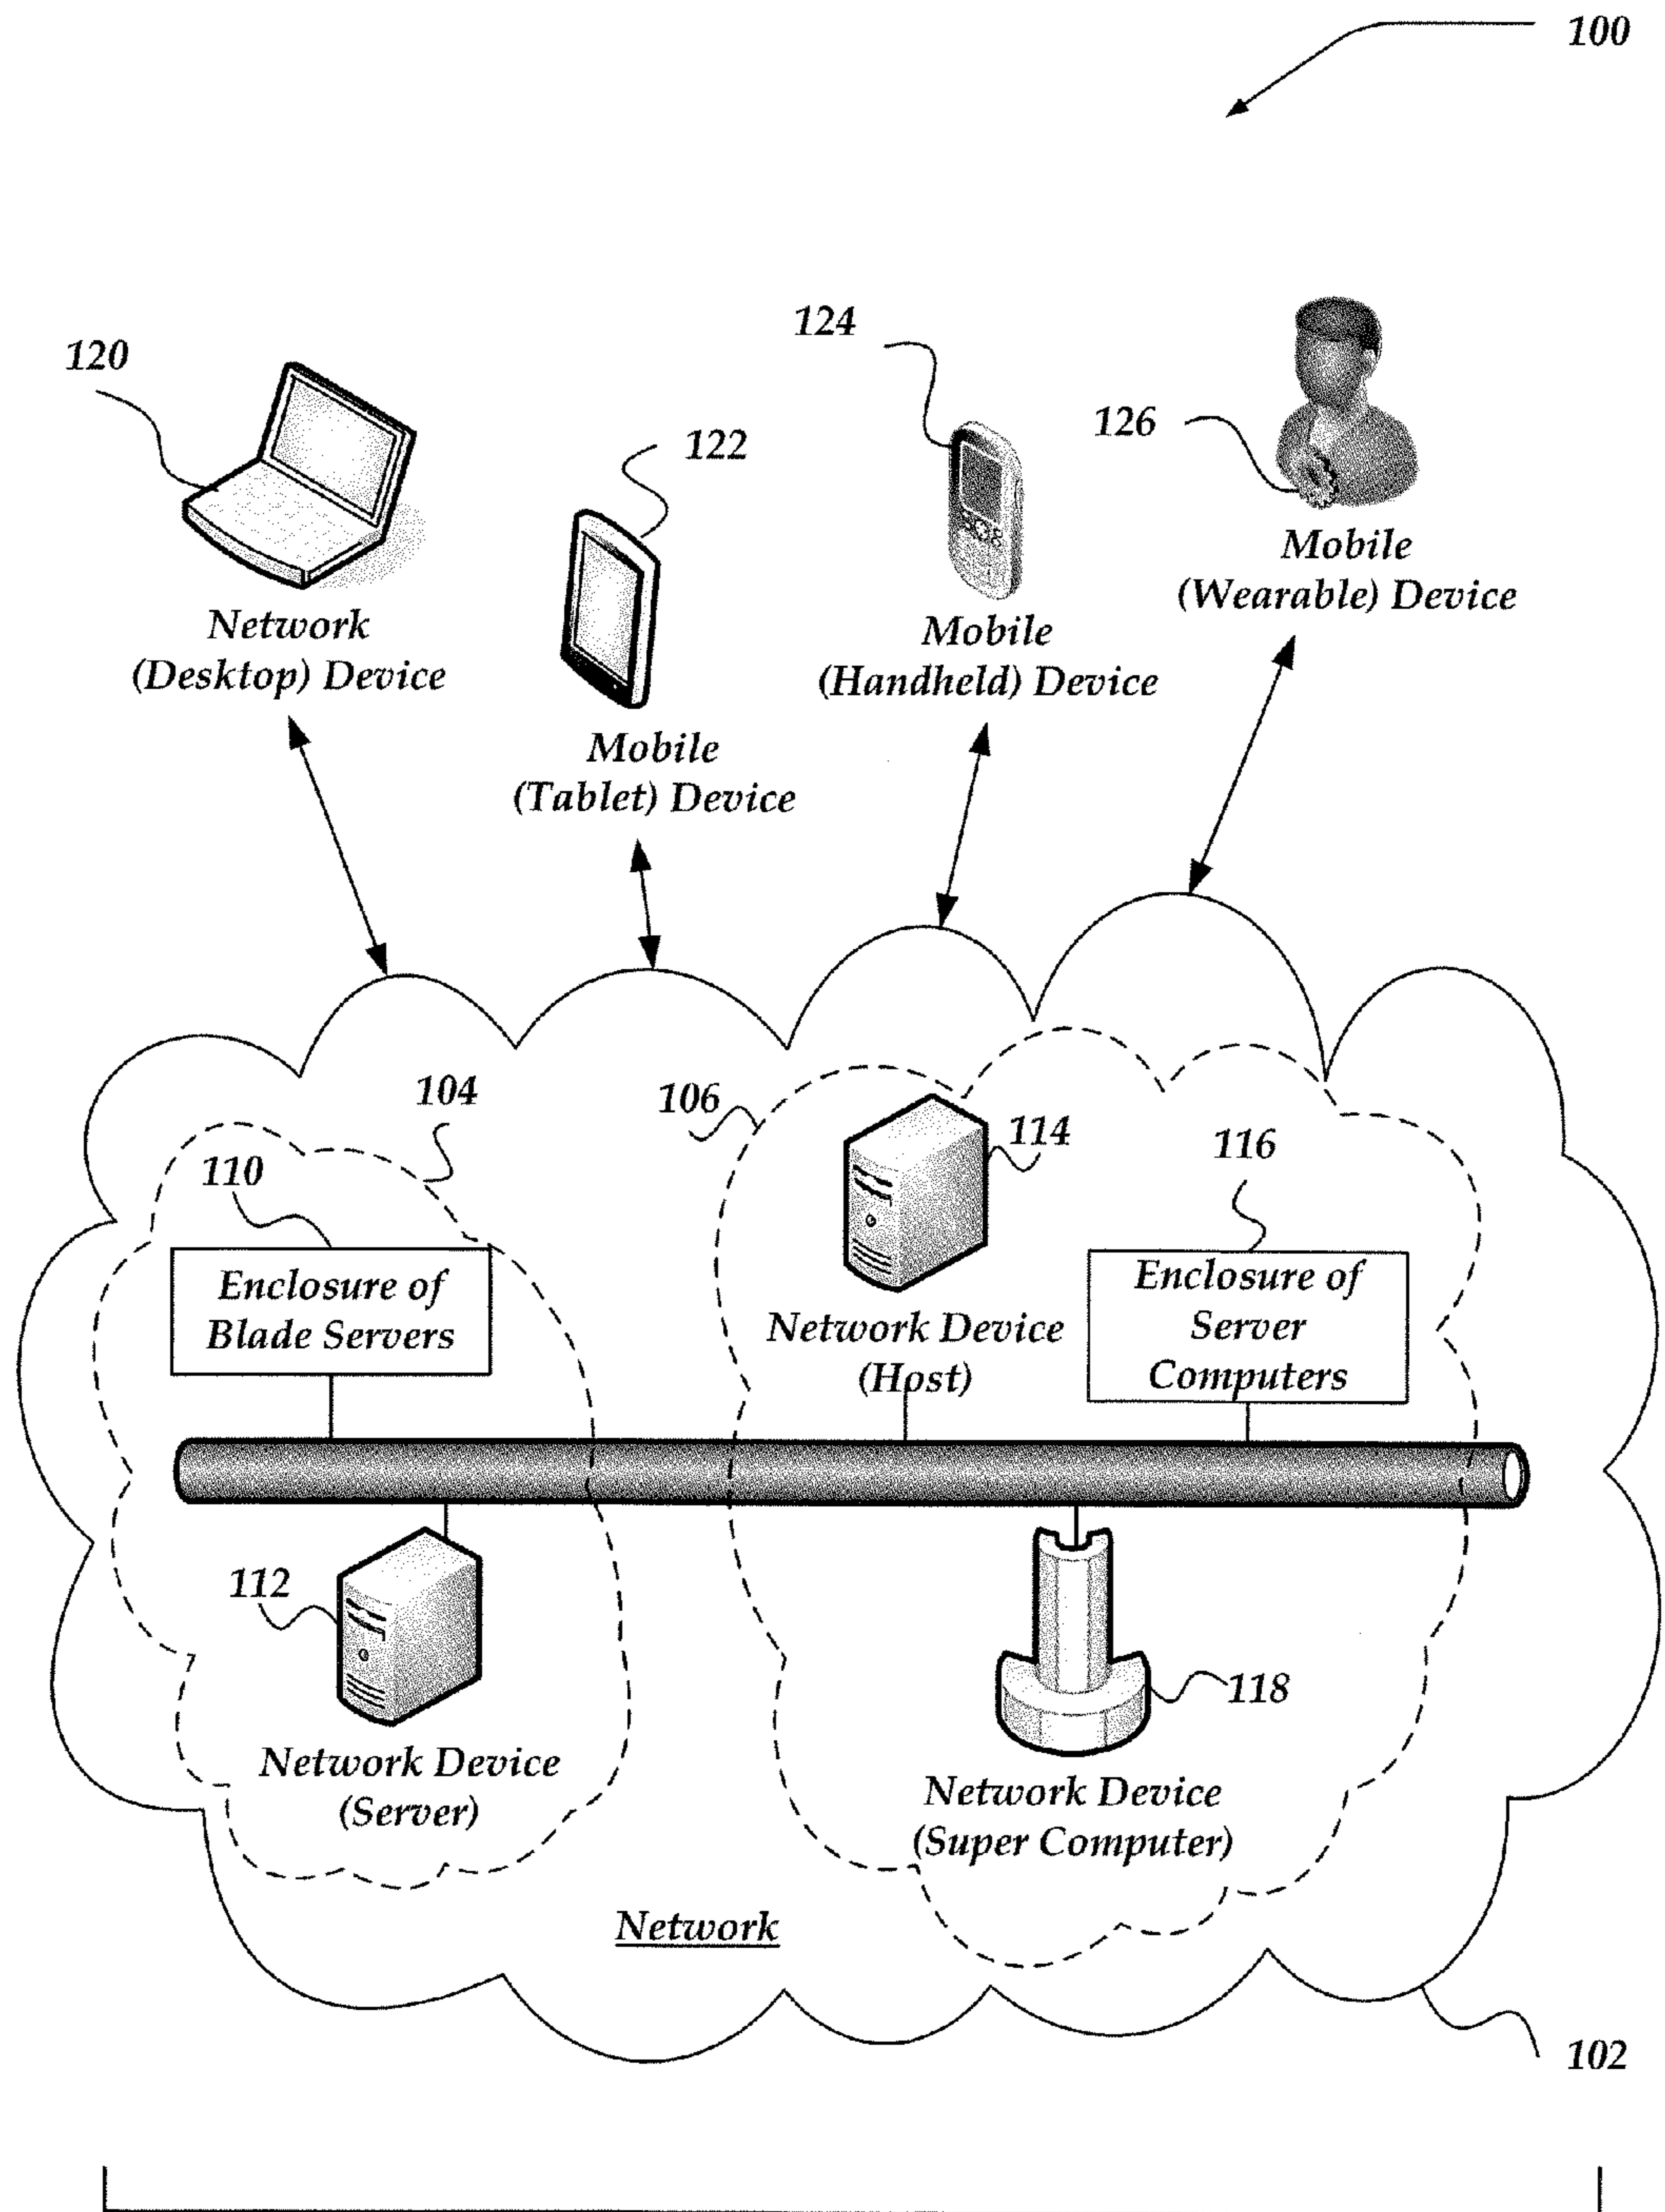 100
120
124
126
122
Mobile
(Wearable) Device
Network
(Desktop) Device
Mobile
(Handheld) Device
Mobile
(Tablet) Device
104
106
114
116
110
Enclosure of
Blade Servers
Enclosure of
Server
Computers
Network Device
(Host)
112
118
Network Device
(Server)
Network Device
(Super Computer)
Network
102